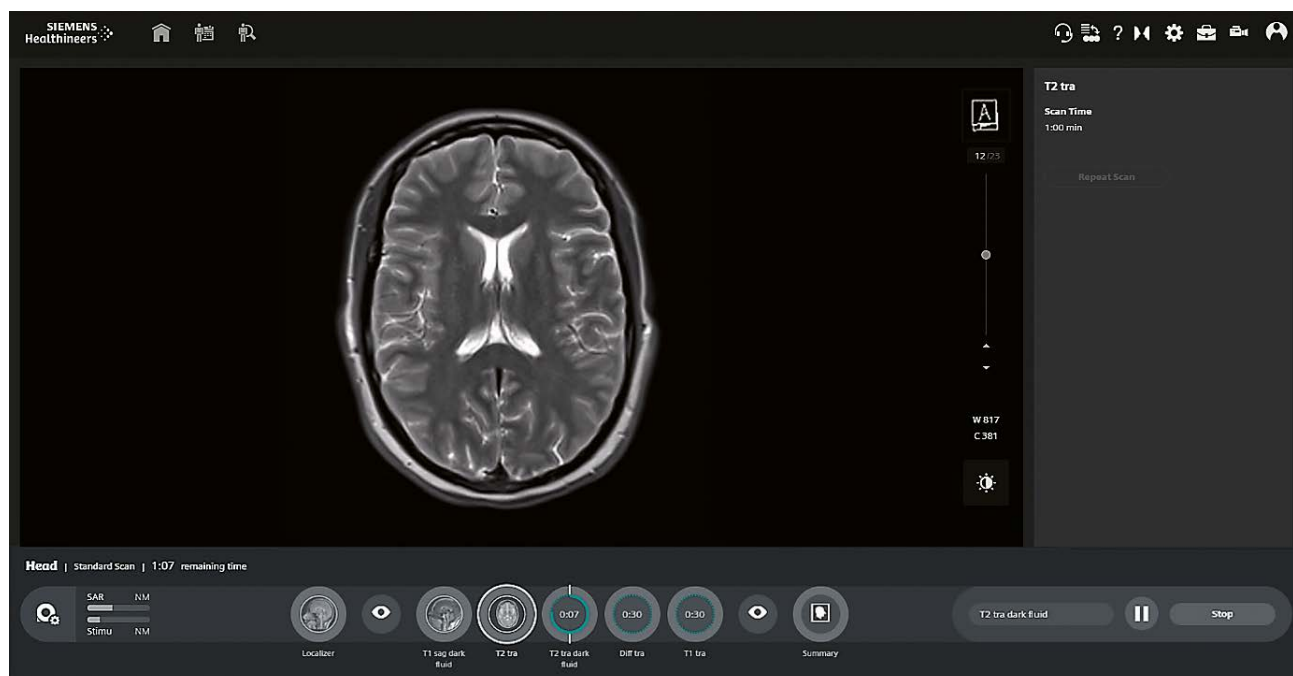 SIEMENS
Healthineers
?
T2 tra
Scan Time
1:00 min
Repeat Scan
A
12/23
W 817
C 381
Head | Standard Scan | 1:07 remaining time
SAR NM
Stimu NM
0:07
0:30
0:30
Localizer
T1 sag dark
fluid
T2 tra
T2 tra dark
fluid
Diff tra
T1 tra
Summary
T2 tra dark fluid
Stop